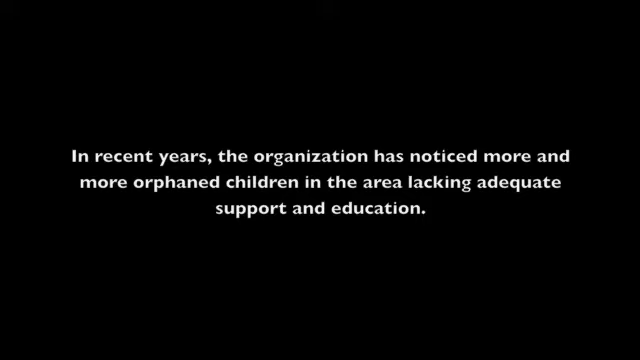 In recent years, the organization has noticed more and
more orphaned children in the area lacking adequate
support and education.